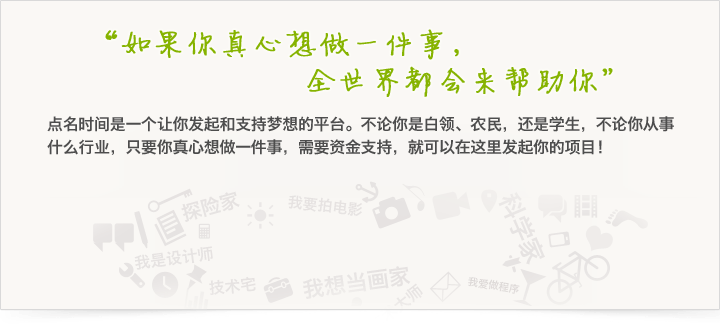 “如果你真心想做一件事，
全世界都会来帮助你”
点名时间是一个让你发起和支持梦想的平台。不论你是白领、农民，还是学生，不论你从事
什么行业，只要你真心想做一件事，需要资金支持，就可以在这里发起你的项目！
探险家
我要拍电影
科学家
我是设计师
技术宅
我想当画家
大师
我爱做程序